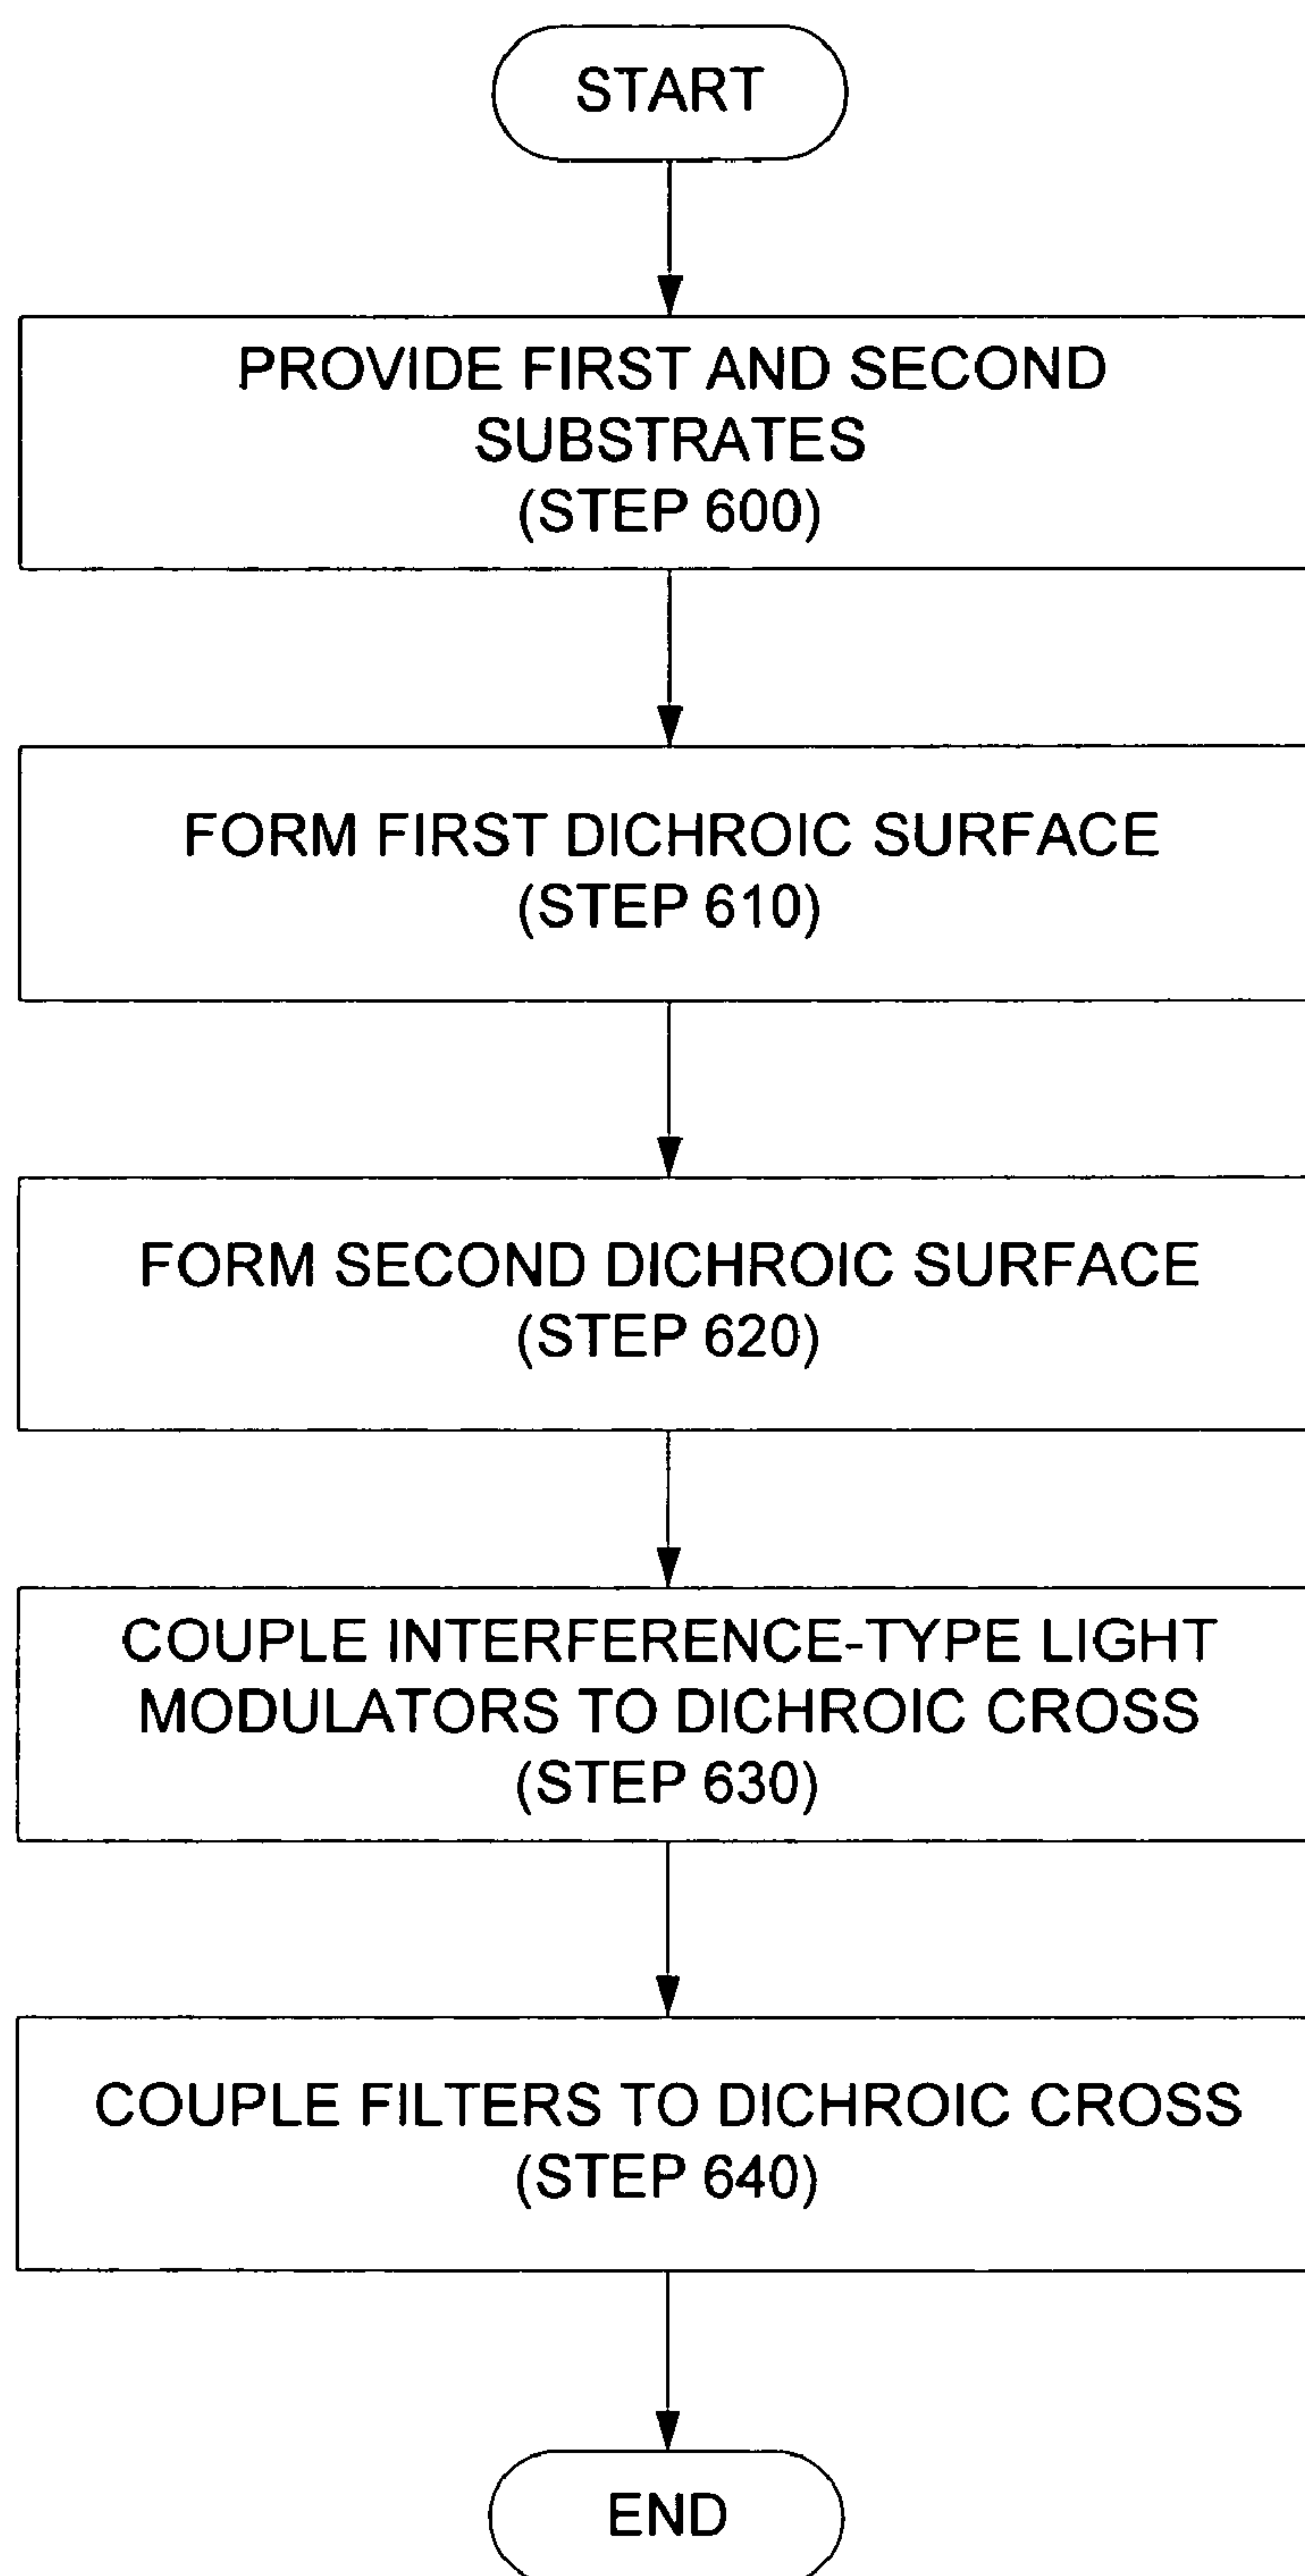 START
PROVIDE FIRST AND SECOND
SUBSTRATES
(STEP 600)
FORM FIRST DICHROIC SURFACE
(STEP 610)
FORM SECOND DICHROIC SURFACE
(STEP 620)
COUPLE INTERFERENCE-TYPE LIGHT
MODULATORS TO DICHROIC CROSS
(STEP 630)
COUPLE FILTERS TO DICHROIC CROSS
(STEP 640)
END